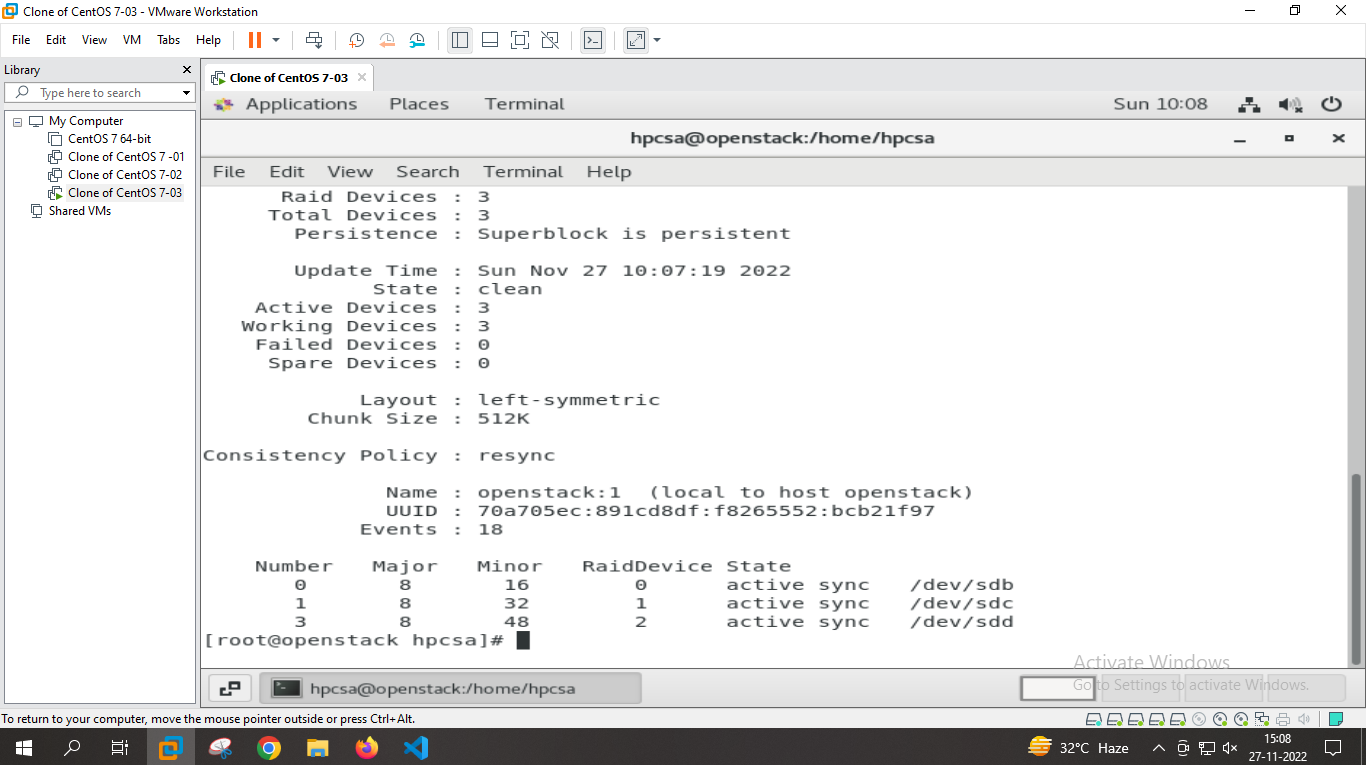 Clone of CentOS 7-03 - VMware Workstation
File Edit View VM Tabs Help
Library
Type here to search
My Computer
CentOS 7 64-bit
Clone of CentOS 7 -01
Clone of CentOS 7-02
Clone of CentOS 7-03
Shared VMs
Clone of CentOS 7-03
Applications Places Terminal Sun 10:08
hpcsa@openstack:/home/hpcsa
File Edit View Search Terminal Help
Raid Devices : 3
Total Devices : 3
Persistence : Superblock is persistent
Update Time : Sun Nov 27 10:07:19 2022
State : clean
Active Devices : 3
Working Devices : 3
Failed Devices : 0
Spare Devices : 0
Layout : left-symmetric
Chunk Size : 512K
Consistency Policy : resync
Name : openstack:1 (local to host openstack)
UUID : 70a705ec:891cd8df:f8265552:bcb21f97
Events : 18
Number Major Minor RaidDevice State
0 8 16 0 active sync /dev/sdb
1 8 32 1 active sync /dev/sdc
3 8 48 2 active sync /dev/sdd
[root@openstack hpcsa]#
Activate Windows
Go to Settings to activate Windows.
hpcsa@openstack:/home/hpcsa
To return to your computer, move the mouse pointer outside or press Ctrl+Alt.
32°C Haze
15:08
27-11-2022